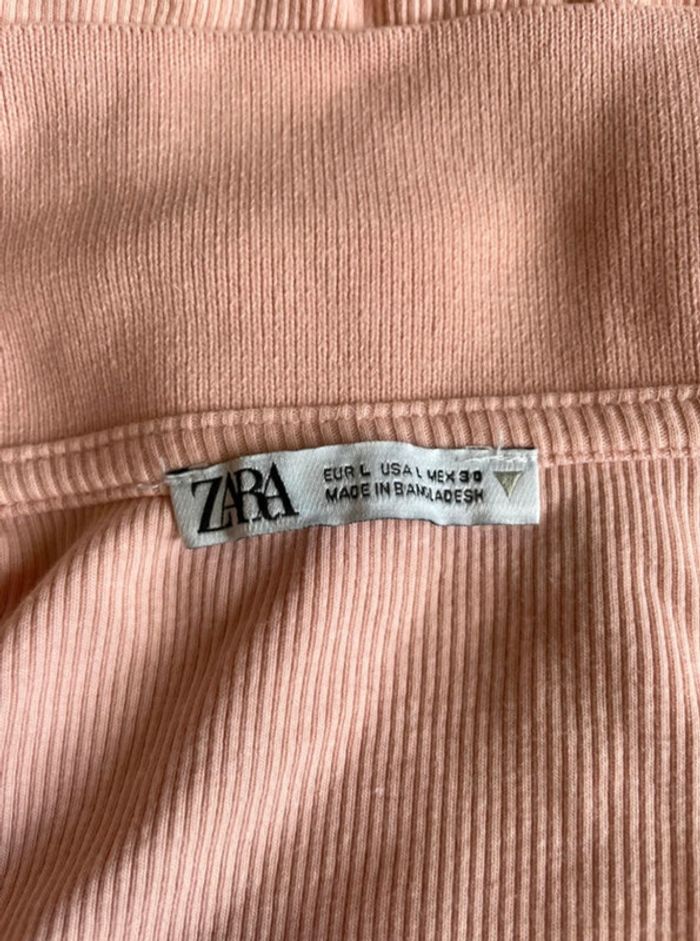 ZARA
EUR L USA L MEX 30
MADE IN BANGLADESH